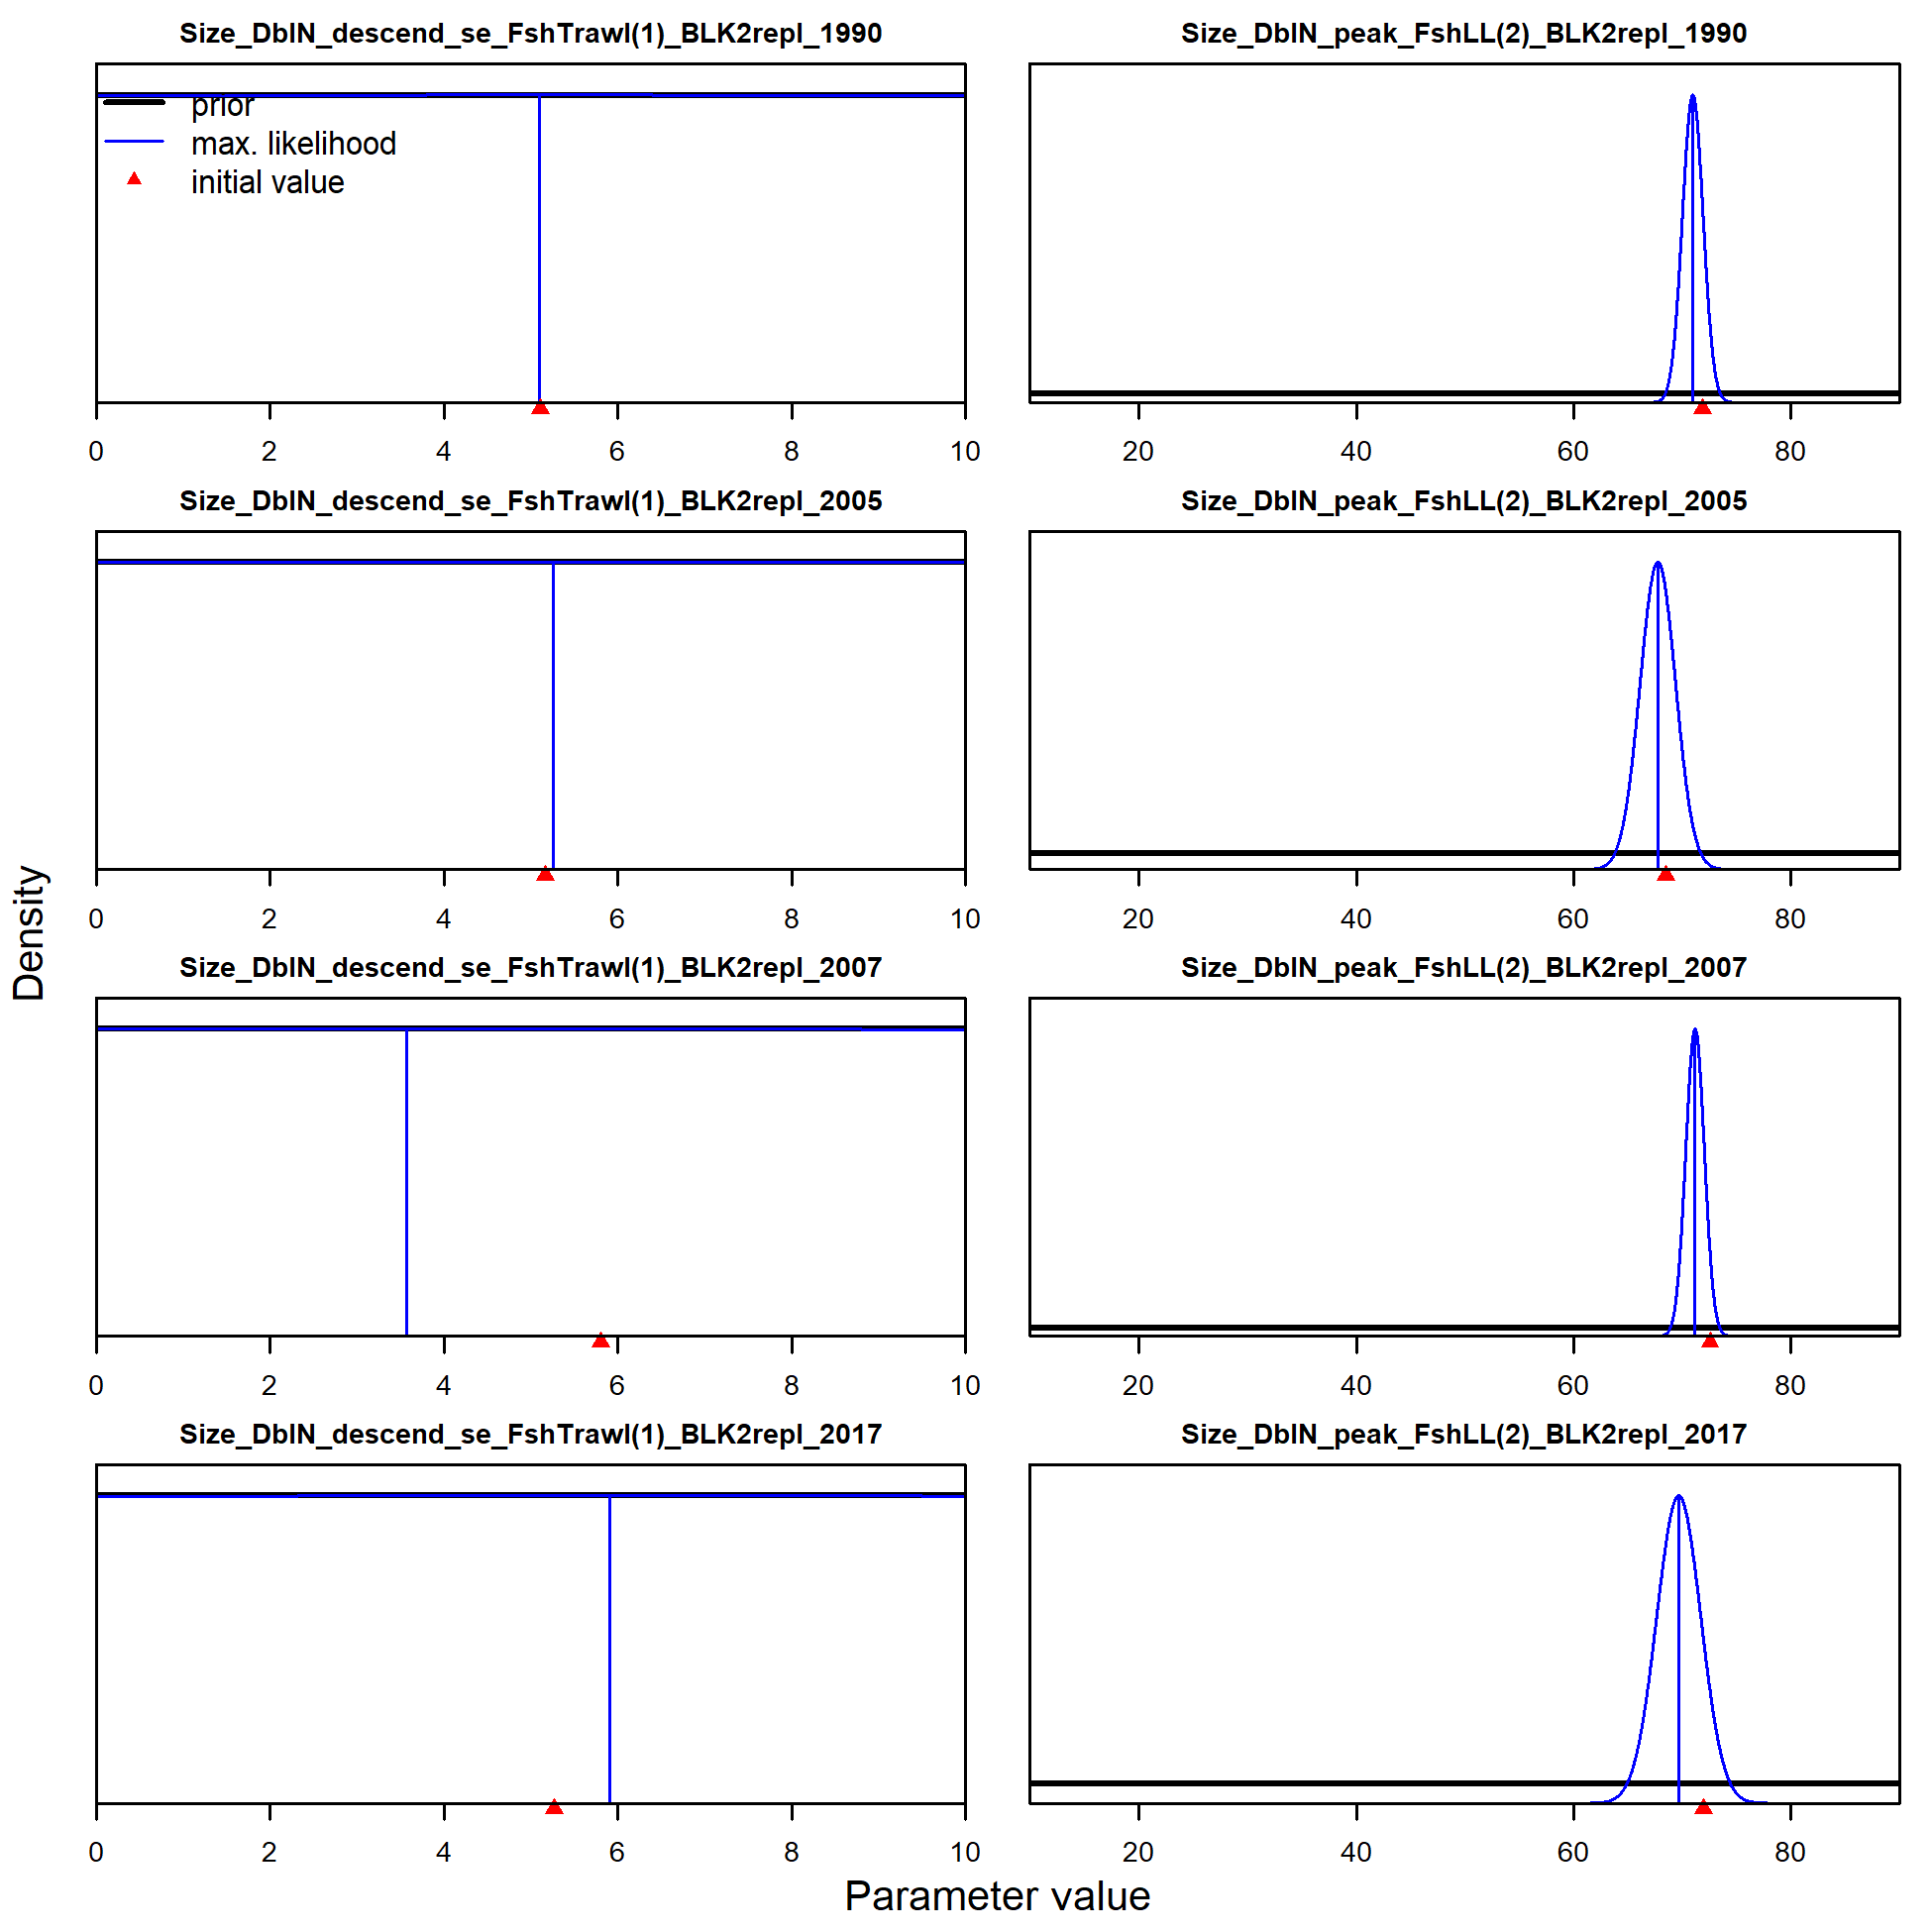 Size_DblN_descend_se_FshTrawl(1)_BLK2repl_1990
prior
max. likelihood
initial value
0 2 4 6 8 10
Size_DblN_peak_FshLL(2)_BLK2repl_1990
20 40 60 80
Size_DblN_descend_se_FshTrawl(1)_BLK2repl_2005
0 2 4 6 8 10
Size_DblN_peak_FshLL(2)_BLK2repl_2005
20 40 60 80
Size_DblN_descend_se_FshTrawl(1)_BLK2repl_2007
0 2 4 6 8 10
Size_DblN_peak_FshLL(2)_BLK2repl_2007
20 40 60 80
Size_DblN_descend_se_FshTrawl(1)_BLK2repl_2017
0 2 4 6 8 10
Size_DblN_peak_FshLL(2)_BLK2repl_2017
20 40 60 80
Density
Parameter value